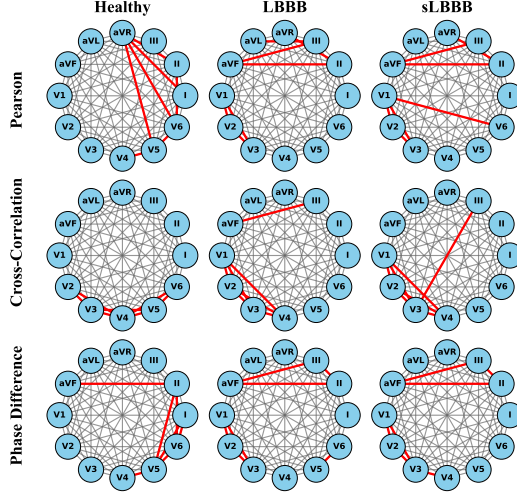 Healthy LBBB sLBBB
Pearson
aVR
aVL III
aVF II
V1 I
V2 V6
V3 V5
V4
aVR
aVL III
aVF II
V1 I
V2 V6
V3 V5
V4
aVR
aVL III
aVF II
V1 I
V2 V6
V3 V5
V4
Cross-Correlation
aVR
aVL III
aVF II
V1 I
V2 V6
V3 V5
V4
aVR
aVL III
aVF II
V1 I
V2 V6
V3 V5
V4
aVR
aVL III
aVF II
V1 I
V2 V6
V3 V5
V4
Phase Difference
aVR
aVL III
aVF II
V1 I
V2 V6
V3 V5
V4
aVR
aVL III
aVF II
V1 I
V2 V6
V3 V5
V4
aVR
aVL III
aVF II
V1 I
V2 V6
V3 V5
V4